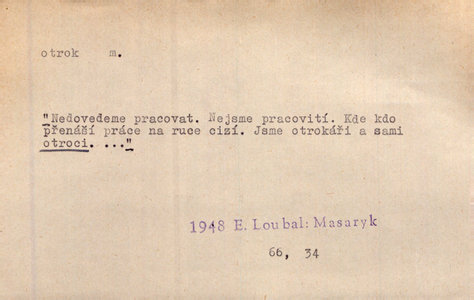 otrok m.
"Nedovedeme pracovat. Nejsme pracovití. Kde kdo
přenáší práce na ruce cizí. Jsme otrokáři a sami
otroci. ..."
1948 E. Loubal: Masaryk
66, 34